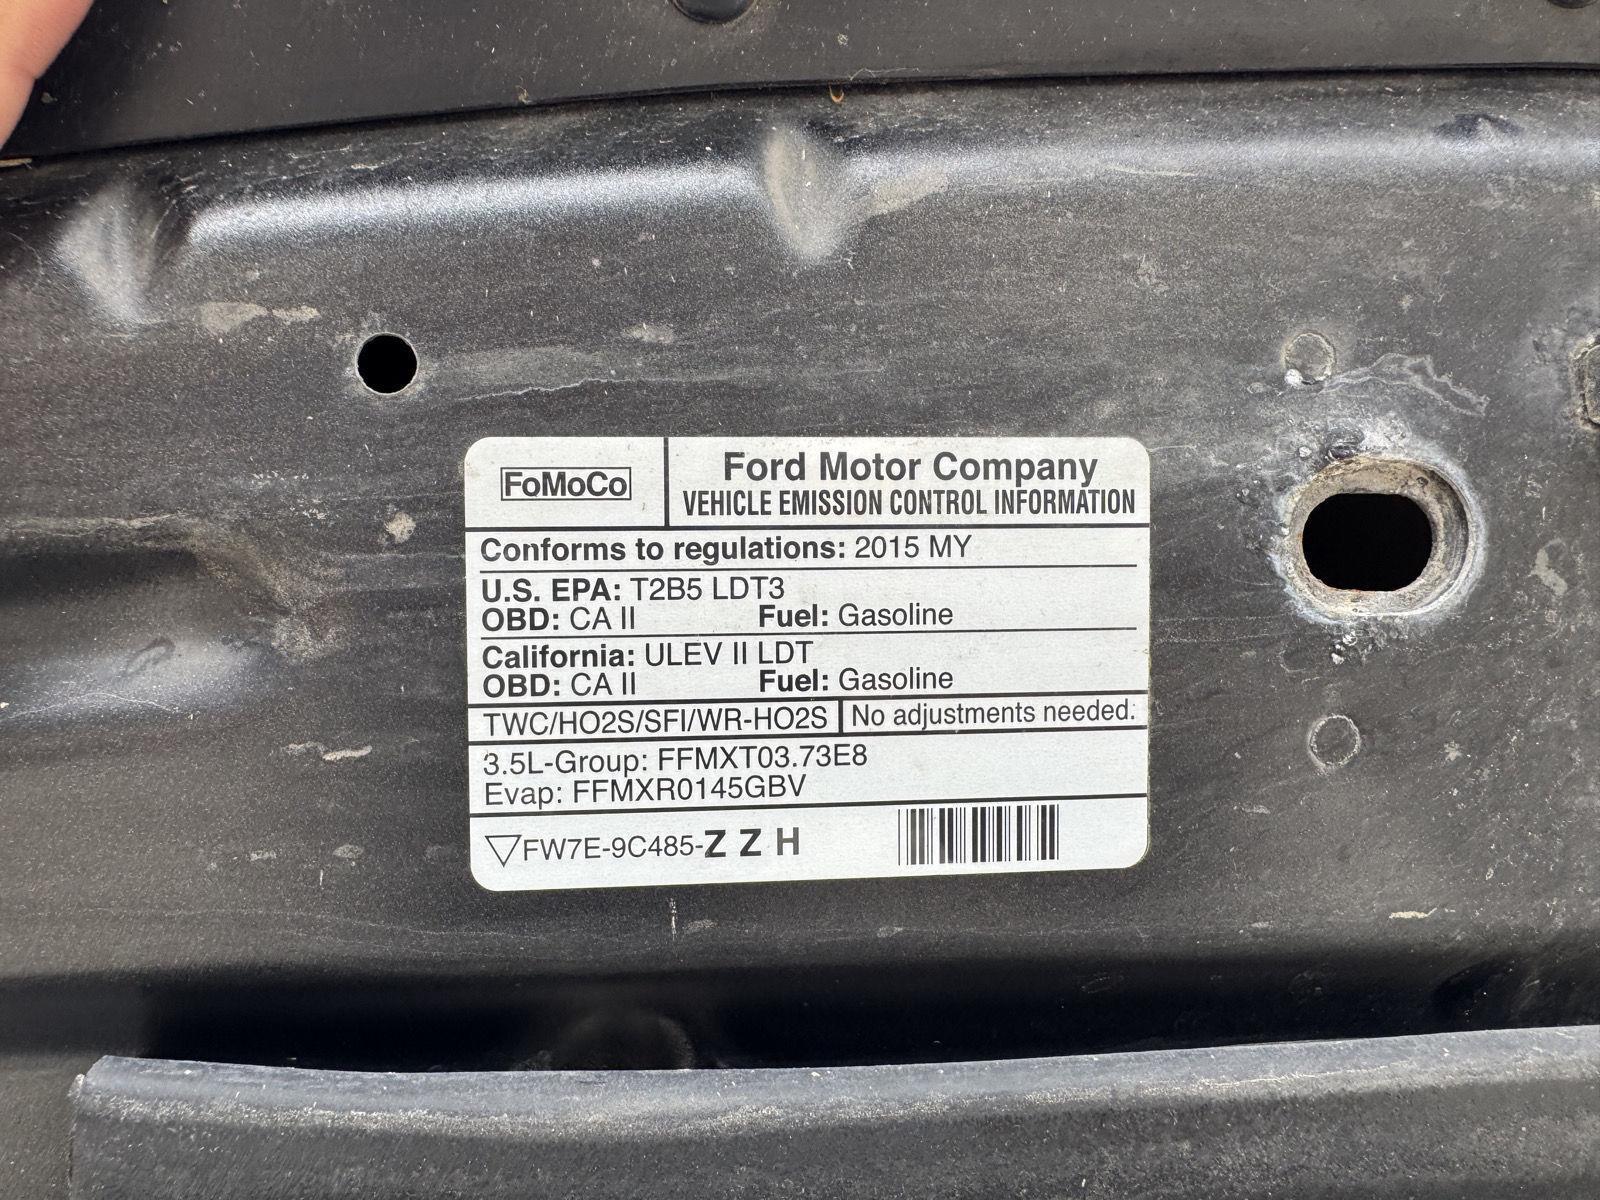 FoMoCo
Ford Motor Company
VEHICLE EMISSION CONTROL INFORMATION
Conforms to regulations: 2015 MY
U.S. EPA: T2B5 LDT3
OBD: CA II Fuel: Gasoline
California: ULEV II LDT
OBD: CA II Fuel: Gasoline
TWC/HO2S/SFI/WR-HO2S No adjustments needed.
3.5L-Group: FFMXT03.73E8
Evap: FFMXR0145GBV
FW7E-9C485-Z Z H